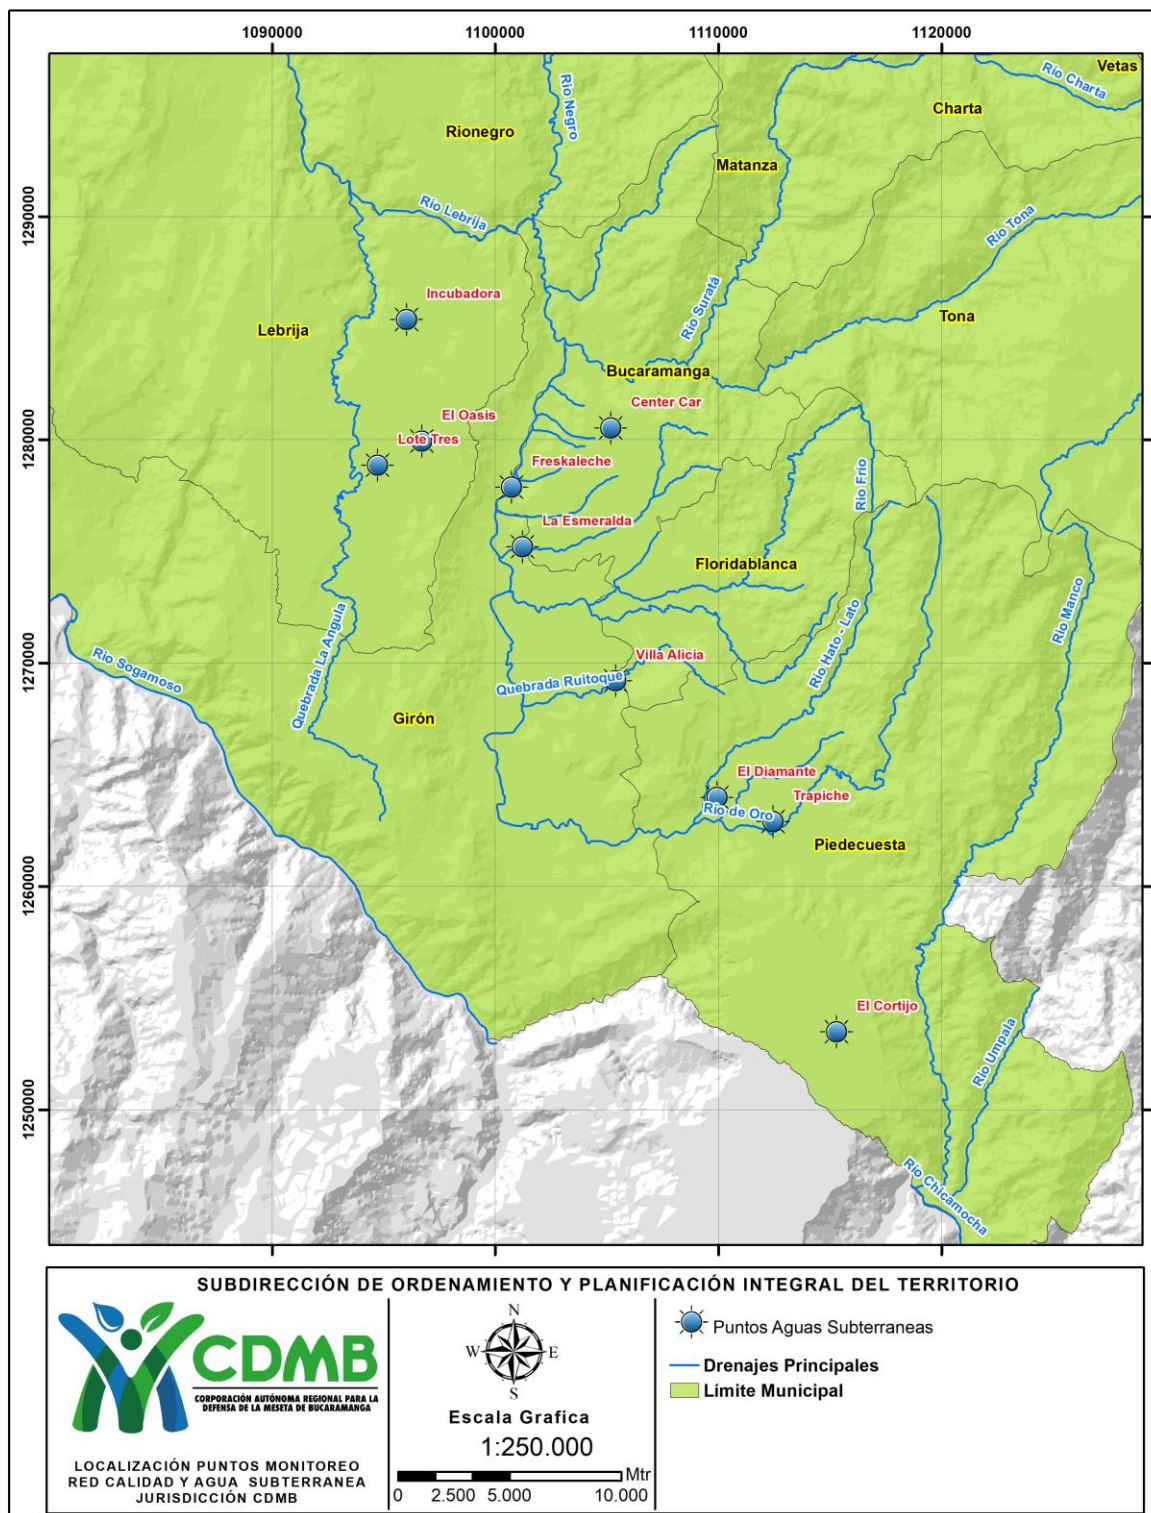 1090000 1100000 1110000 1120000
Vetas
Río Charta
Charta
Río Negro
Rionegro
Matanza
1290000
Río Lebrija
Río Tona
Río Suratá
Incubadora
Lebrija
Tona
Bucaramanga
Center Car
El Oasis
1280000
Lote Tres
Freskaleche
Río Frío
La Esmeralda
Floridablanca
Río Manco
Río Hato - Lato
Quebrada La Angula
1270000
Río Sogamoso
Villa Alicia
Quebrada Ruitoque
Girón
El Diamante
Trapiche
Río de Oro
Piedecuesta
1260000
El Cortijo
Río Umpala
1250000
Río Chicamocha
SUBDIRECCIÓN DE ORDENAMIENTO Y PLANIFICACIÓN INTEGRAL DEL TERRITORIO
CDMB
CORPORACIÓN AUTÓNOMA REGIONAL PARA LA
DEFENSA DE LA MESETA DE BUCARAMANGA
LOCALIZACIÓN PUNTOS MONITOREO
RED CALIDAD Y AGUA SUBTERRANEA
JURISDICCIÓN CDMB
N
W E
S
Escala Grafica
1:250.000
Mtr
0 2.500 5.000 10.000
Puntos Aguas Subterraneas
Drenajes Principales
Límite Municipal